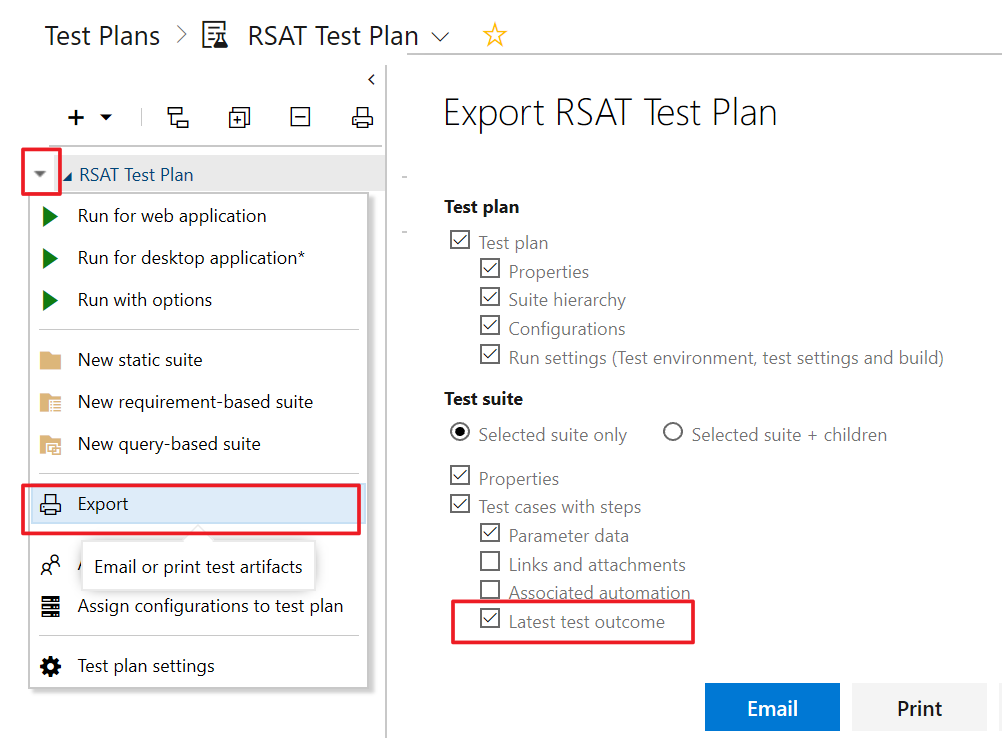 Test Plans > RSAT Test Plan
RSAT Test Plan
Run for web application
Run for desktop application*
Run with options
New static suite
New requirement-based suite
New query-based suite
Export
Email or print test artifacts
Assign configurations to test plan
Test plan settings
Export RSAT Test Plan
Test plan
Test plan
Properties
Suite hierarchy
Configurations
Run settings (Test environment, test settings and build)
Test suite
Selected suite only Selected suite + children
Properties
Test cases with steps
Parameter data
Links and attachments
Associated automation
Latest test outcome
Email Print